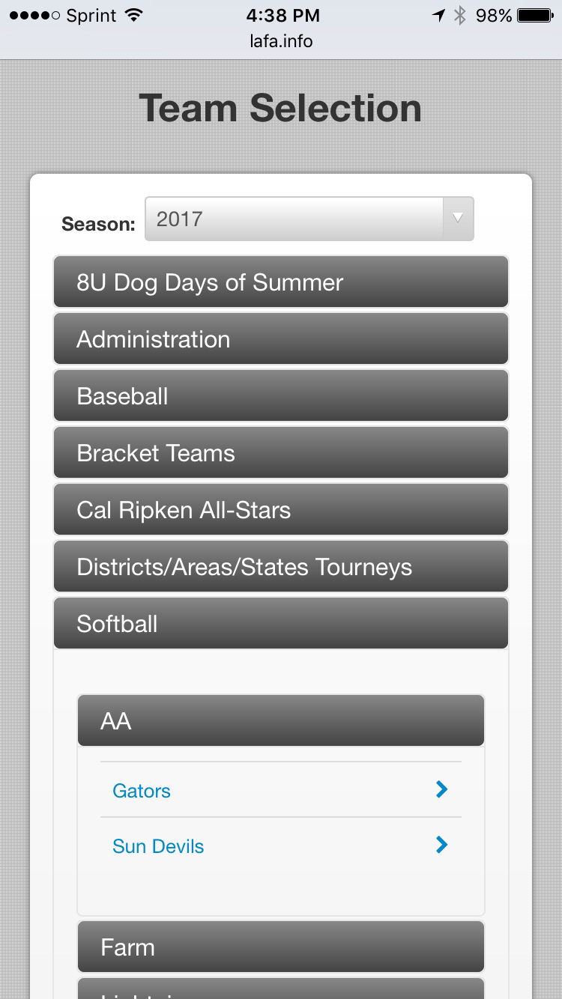 Sprint 4:38 PM 98%
lafa.info
Team Selection
Season: 2017
8U Dog Days of Summer
Administration
Baseball
Bracket Teams
Cal Ripken All-Stars
Districts/Areas/States Tourneys
Softball
AA
Gators
Sun Devils
Farm